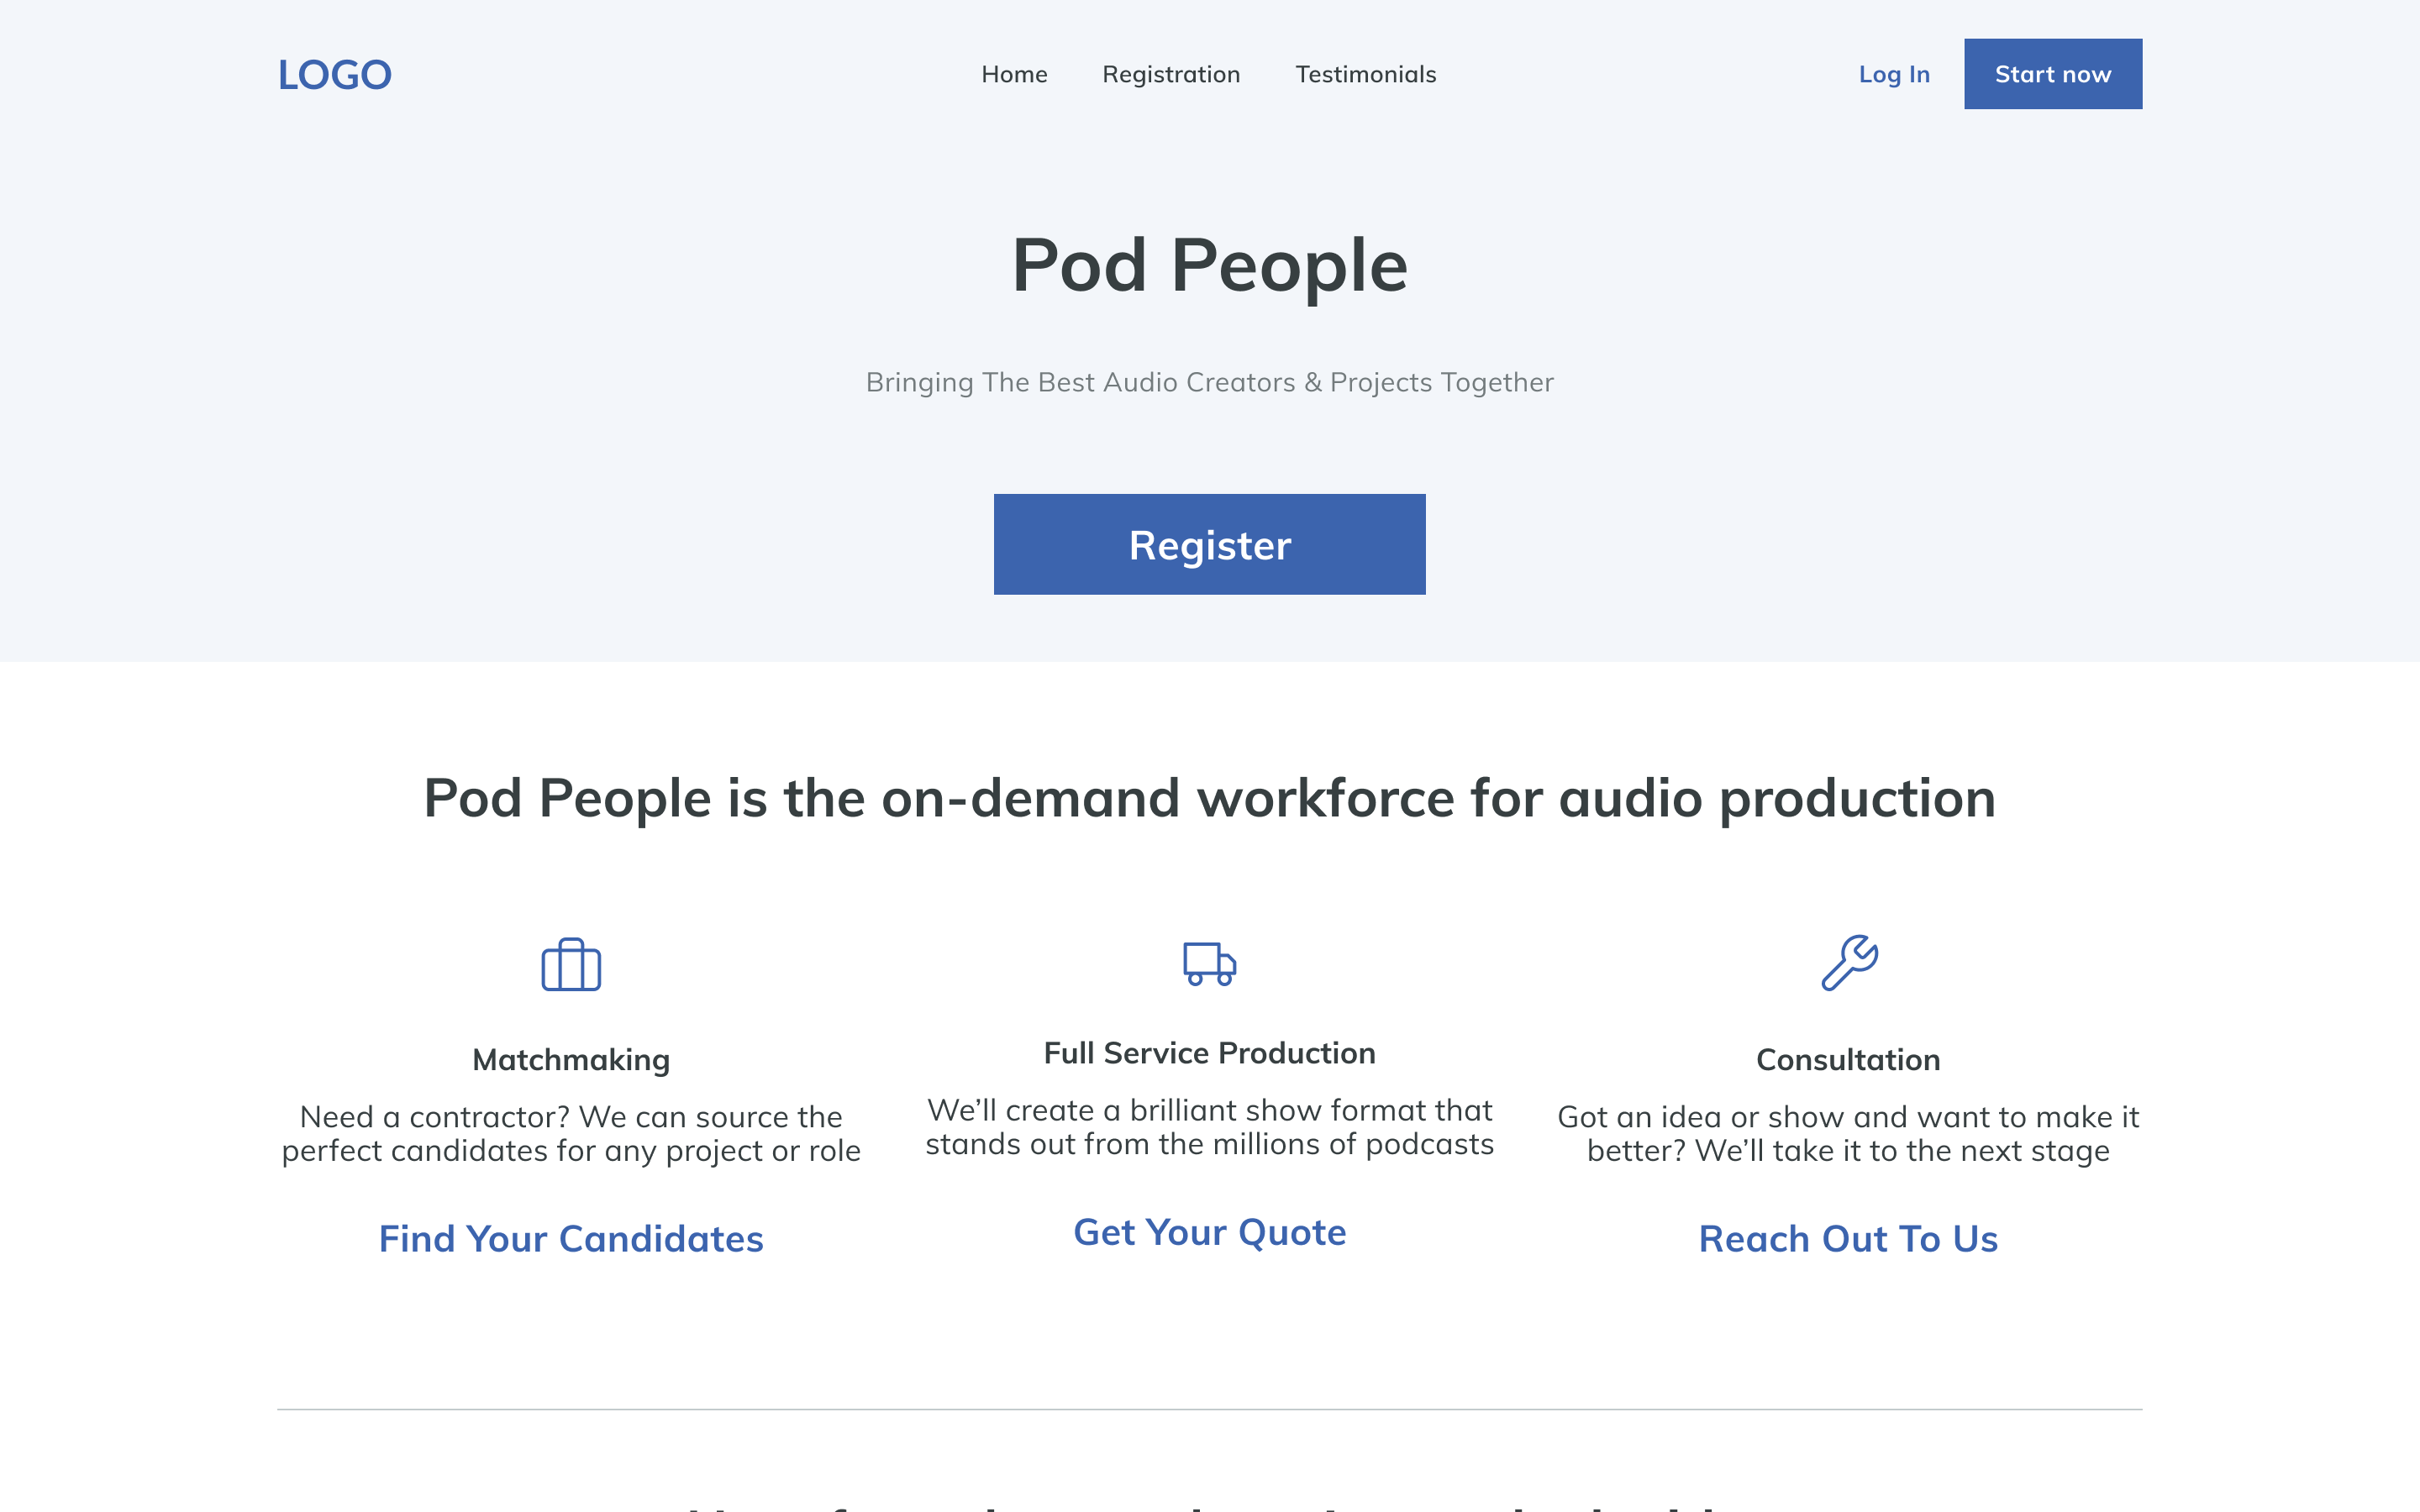 LOGO
Home
Registration
Testimonials
Log In
Start now
Pod People
Bringing The Best Audio Creators & Projects Together
Register
Pod People is the on-demand workforce for audio production
Matchmaking
Need a contractor? We can source the
perfect candidates for any project or role
Find Your Candidates
Full Service Production
We’ll create a brilliant show format that
stands out from the millions of podcasts
Get Your Quote
Consultation
Got an idea or show and want to make it
better? We’ll take it to the next stage
Reach Out To Us